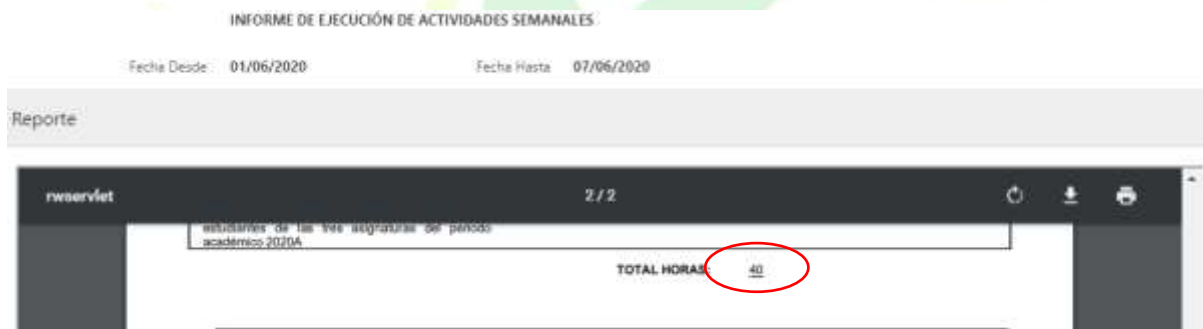 INFORME DE EJECUCIÓN DE ACTIVIDADES SEMANALES
Fecha Desde 01/06/2020 Fecha Hasta 07/06/2020
Reporte
rwservlet 2 / 2
estudiantes de las tres asignaturas del periodo
académico 2020A
TOTAL HORAS: 40